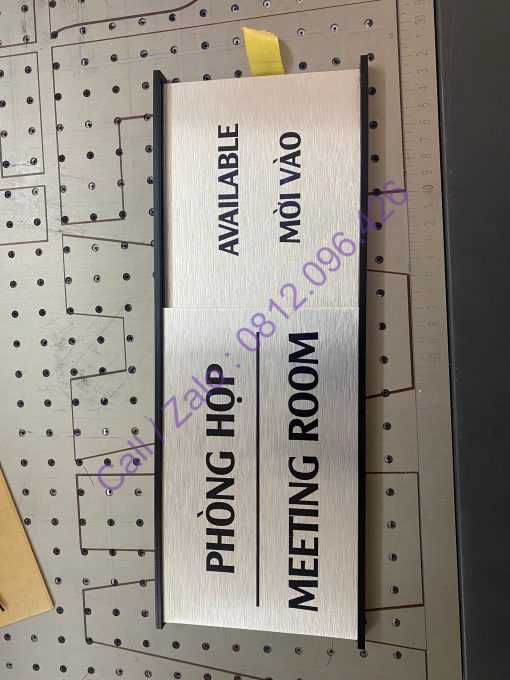 PHÒNG HỌP
MEETING ROOM
AVAILABLE
MỜI VÀO
Call / Zalo : 0812.096.426